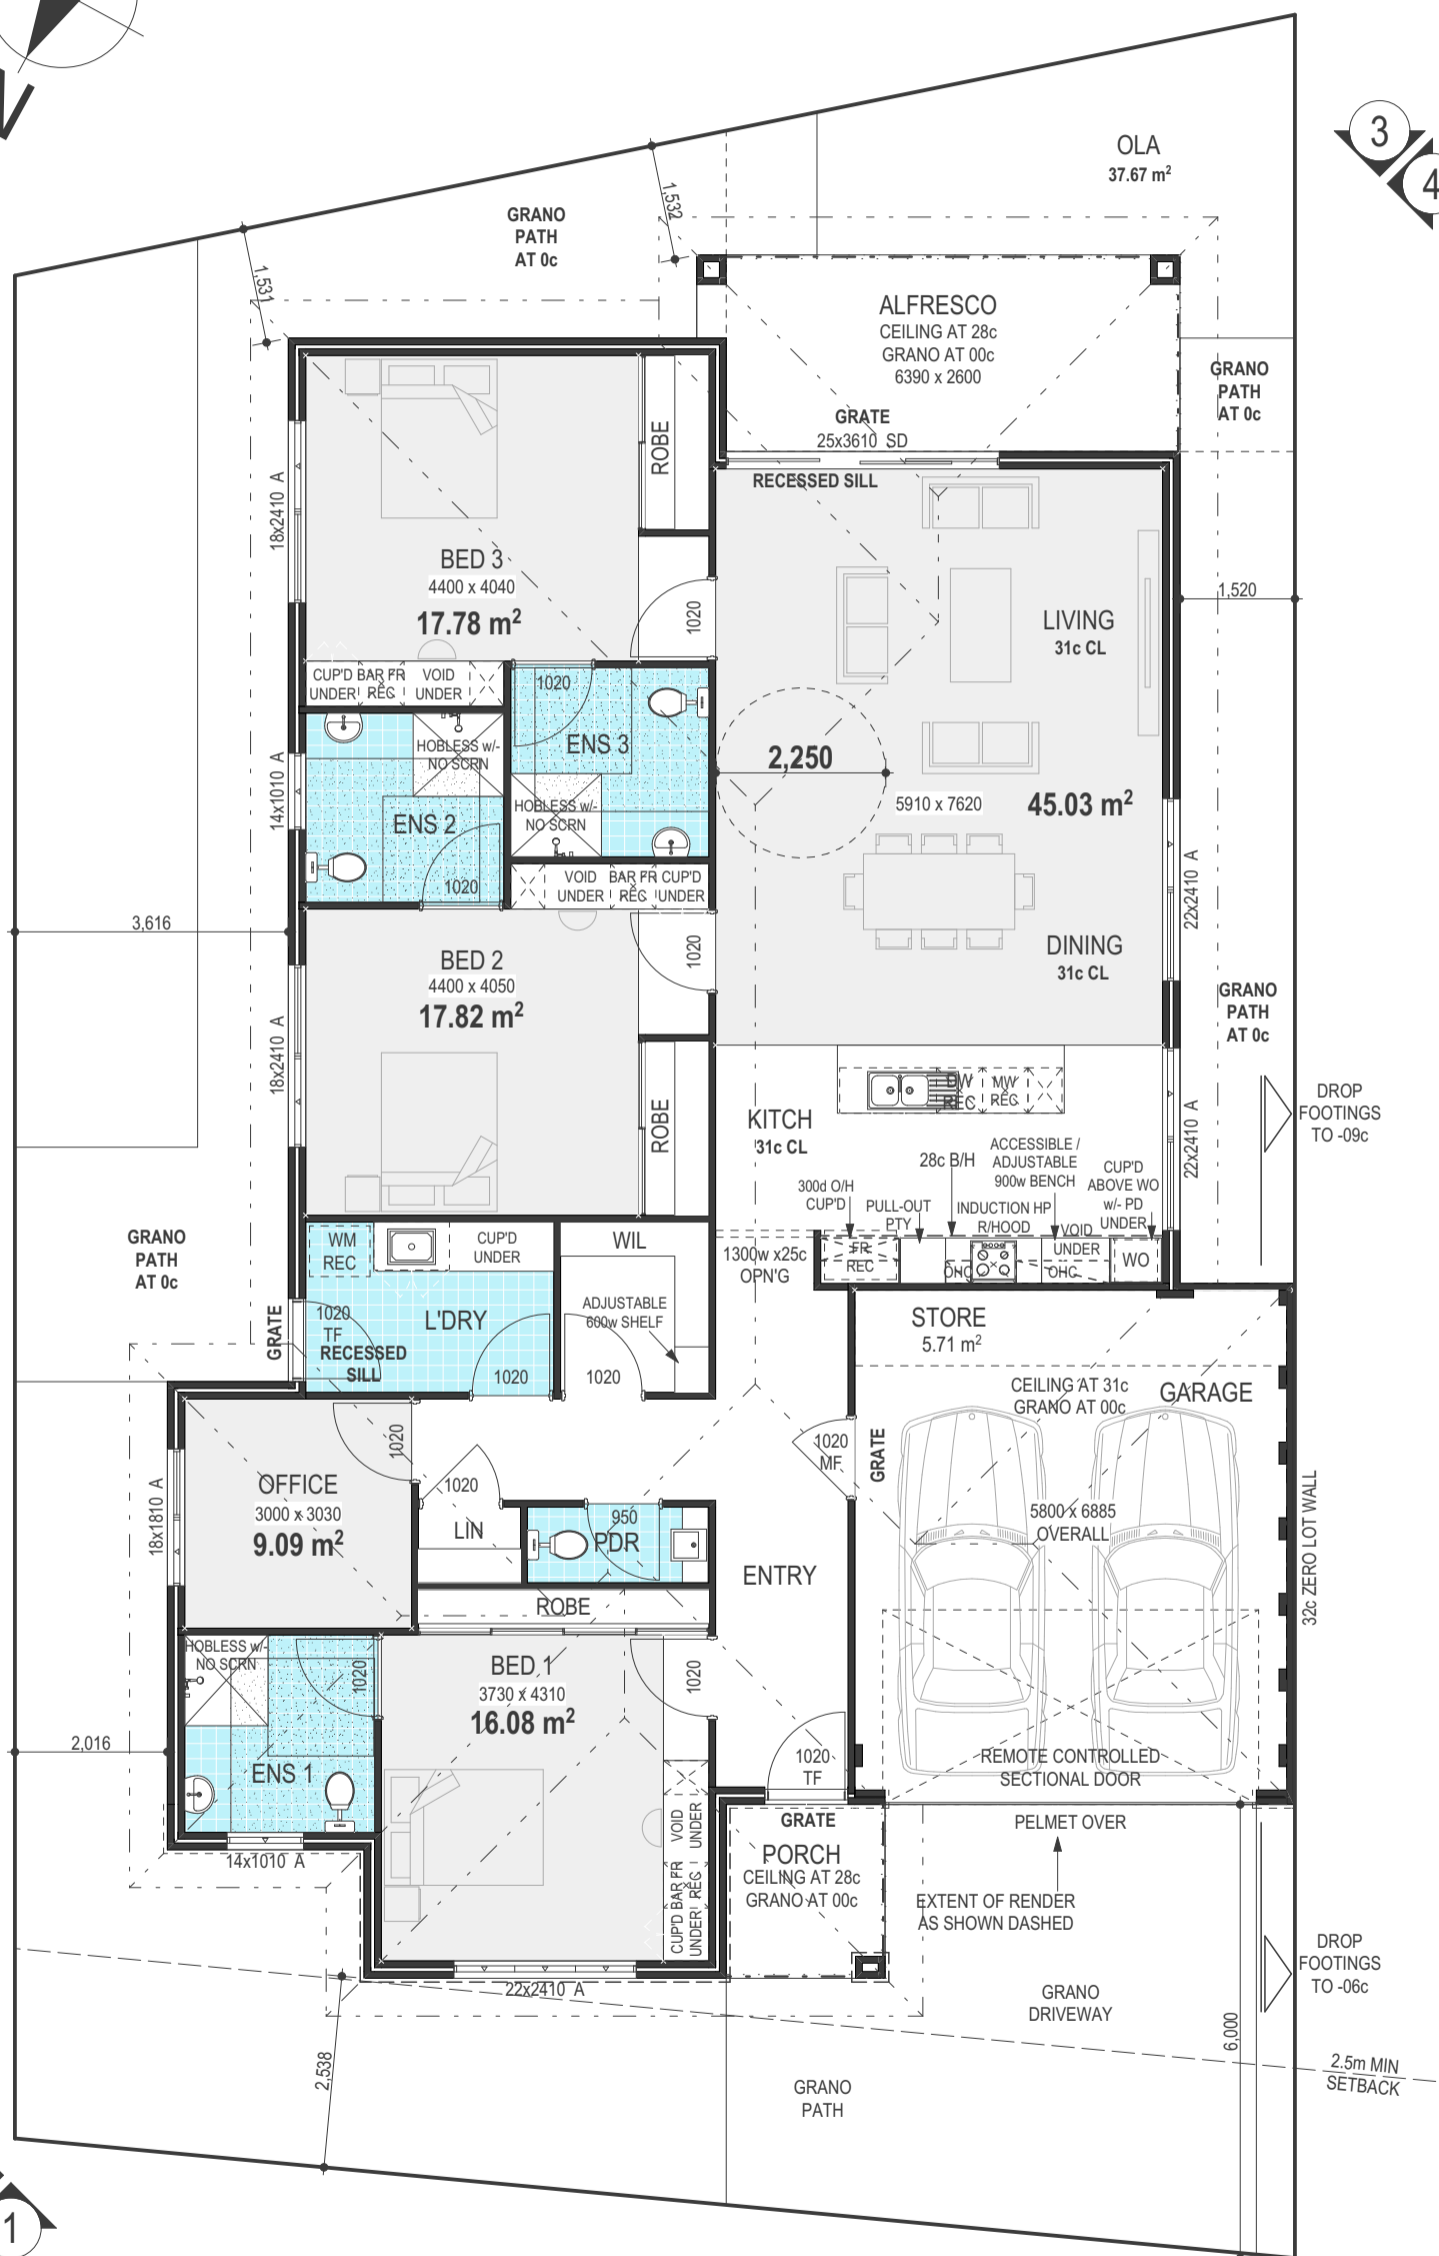 N
OLA
37.67 m²
3
4
1,532
GRANO
PATH
AT 0c
1,531
ALFRESCO
CEILING AT 28c
GRANO AT 00c
6390 x 2600
GRANO
PATH
AT 0c
GRATE
25x3610 SD
RECESSED SILL
ROBE
18x2410 A
BED 3
4400 x 4040
17.78 m²
1020
1,520
LIVING
31c CL
CUP'D
UNDER
BAR FR
REC
VOID
UNDER
1020
ENS 3
HOBLESS w/-
NO SCRN
HOBLESS w/-
NO SCRN
14x1010 A
ENS 2
1020
2,250
5910 x 7620
45.03 m²
VOID
UNDER
BAR FR
REC
CUP'D
UNDER
22x2410 A
3,616
1020
BED 2
4400 x 4050
17.82 m²
DINING
31c CL
18x2410 A
GRANO
PATH
AT 0c
ROBE
KITCH
31c CL
DW
REC
MW
REC
22x2410 A
DROP
FOOTINGS
TO -09c
28c B/H
ACCESSIBLE /
ADJUSTABLE
900w BENCH
CUP'D
ABOVE WO
w/- PD
UNDER
300d O/H
CUP'D
PULL-OUT
PTY
INDUCTION HP
R/HOOD
VOID
UNDER
FR
REC
OHC
OHC
WO
GRANO
PATH
AT 0c
WM
REC
CUP'D
UNDER
WIL
1300w x25c
OPN'G
ADJUSTABLE
600w SHELF
GRATE
1020
TF
L'DRY
RECESSED
SILL
1020
1020
STORE
5.71 m²
CEILING AT 31c
GRANO AT 00c
GARAGE
1020
MF
GRATE
1020
18x1810 A
OFFICE
3000 x 3030
9.09 m²
1020
LIN
950
PDR
5800 x 6885
OVERALL
32c ZERO LOT WALL
ENTRY
ROBE
HOBLESS w/-
NO SCRN
1020
BED 1
3730 x 4310
16.08 m²
1020
2,016
ENS 1
1020
TF
REMOTE CONTROLLED
SECTIONAL DOOR
14x1010 A
VOID
UNDER
BAR FR
REC
CUP'D
UNDER
GRATE
PORCH
CEILING AT 28c
GRANO AT 00c
PELMET OVER
EXTENT OF RENDER
AS SHOWN DASHED
22x2410 A
DROP
FOOTINGS
TO -06c
GRANO
DRIVEWAY
6,000
2,538
GRANO
PATH
2.5m MIN
SETBACK
1